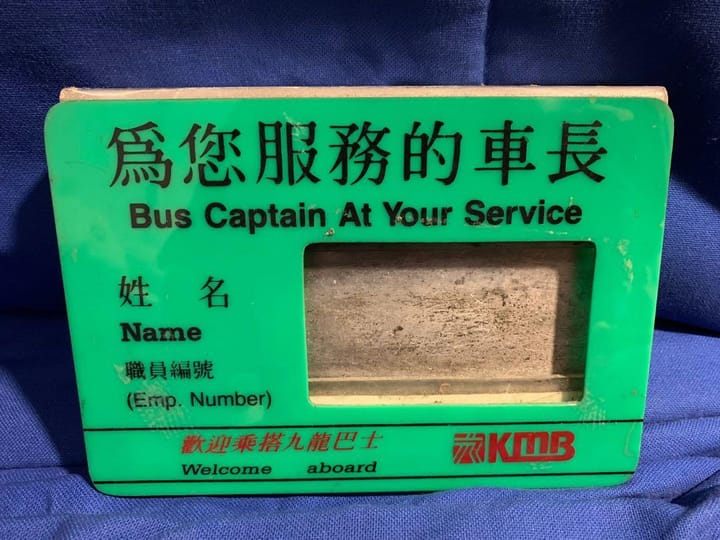 爲您服務的車長
Bus Captain At Your Service
姓 名
Name
職員編號
(Emp. Number)
歡迎乘搭九龍巴士
Welcome aboard
KMB